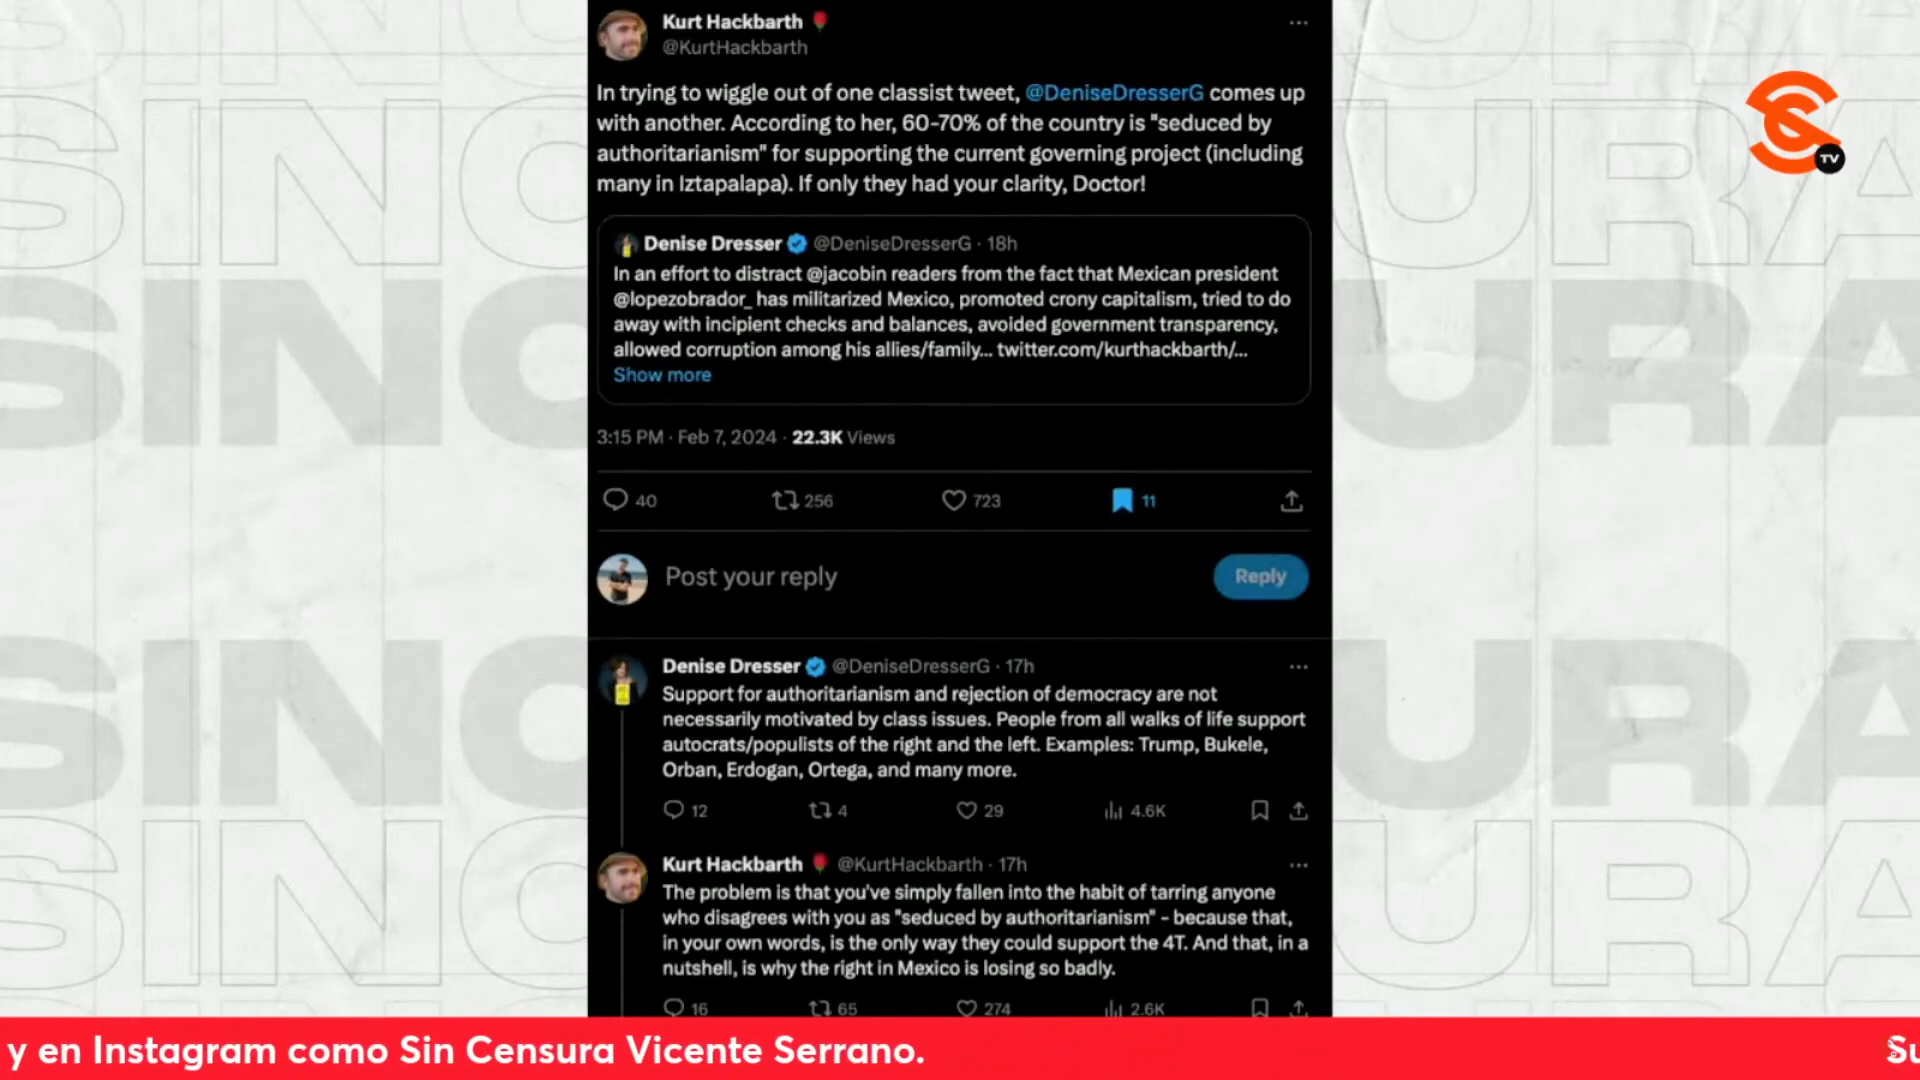 Kurt Hackbarth
@KurtHackbarth
In trying to wiggle out of one classist tweet, @DeniseDresserG comes up
with another. According to her, 60-70% of the country is "seduced by
authoritarianism" for supporting the current governing project (including
many in Iztapalapa). If only they had your clarity, Doctor!
Denise Dresser @DeniseDresserG · 18h
In an effort to distract @jacobin readers from the fact that Mexican president
@lopezobrador_ has militarized Mexico, promoted crony capitalism, tried to do
away with incipient checks and balances, avoided government transparency,
allowed corruption among his allies/family... twitter.com/kurthackbarth/...
Show more
3:15 PM · Feb 7, 2024 · 22.3K Views
40 256 723 11
Post your reply
Reply
Denise Dresser @DeniseDresserG · 17h
Support for authoritarianism and rejection of democracy are not
necessarily motivated by class issues. People from all walks of life support
autocrats/populists of the right and the left. Examples: Trump, Bukele,
Orban, Erdogan, Ortega, and many more.
12 4 29 4.6K
Kurt Hackbarth @KurtHackbarth · 17h
The problem is that you've simply fallen into the habit of tarring anyone
who disagrees with you as "seduced by authoritarianism" - because that,
in your own words, is the only way they could support the 4T. And that, in a
nutshell, is why the right in Mexico is losing so badly.
16 65 274 2.6K
SINC URA
SINC URA
SINC URA
SINC URA
SINC URA
TV
y en Instagram como Sin Censura Vicente Serrano.
Su